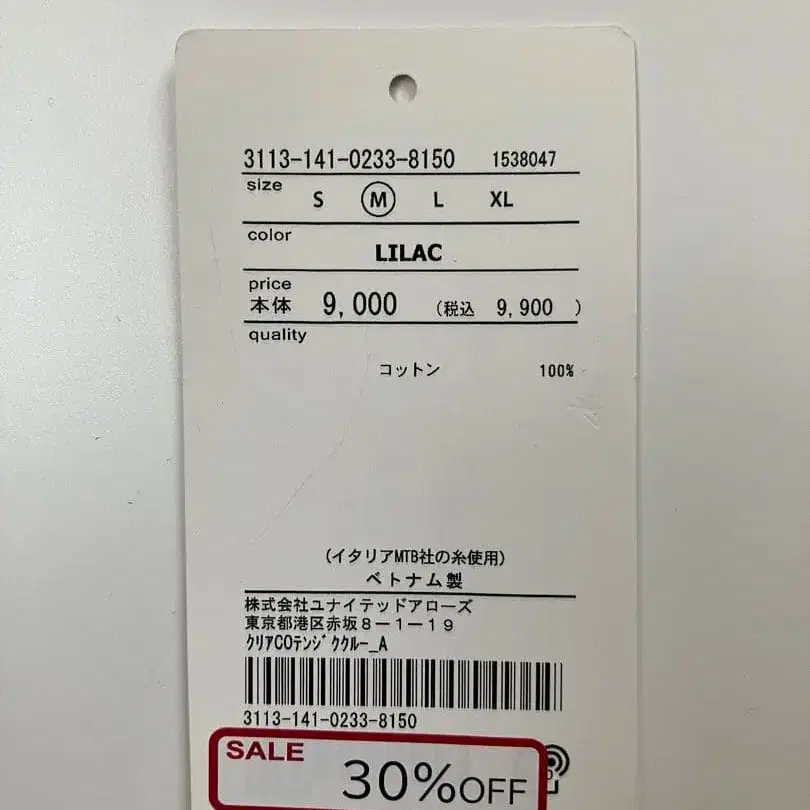 3113-141-0233-8150 1538047
size
S M L XL
color
LILAC
price
本体 9,000 (税込 9,900 )
quality
コットン 100%
(イタリアMTB社の糸使用)
ベトナム製
株式会社ユナイテッドアローズ
東京都港区赤坂8ー1ー19
ｸﾘｱCOﾃﾝｼﾞｸｸﾙｰ_A
3113-141-0233-8150
SALE
30%OFF